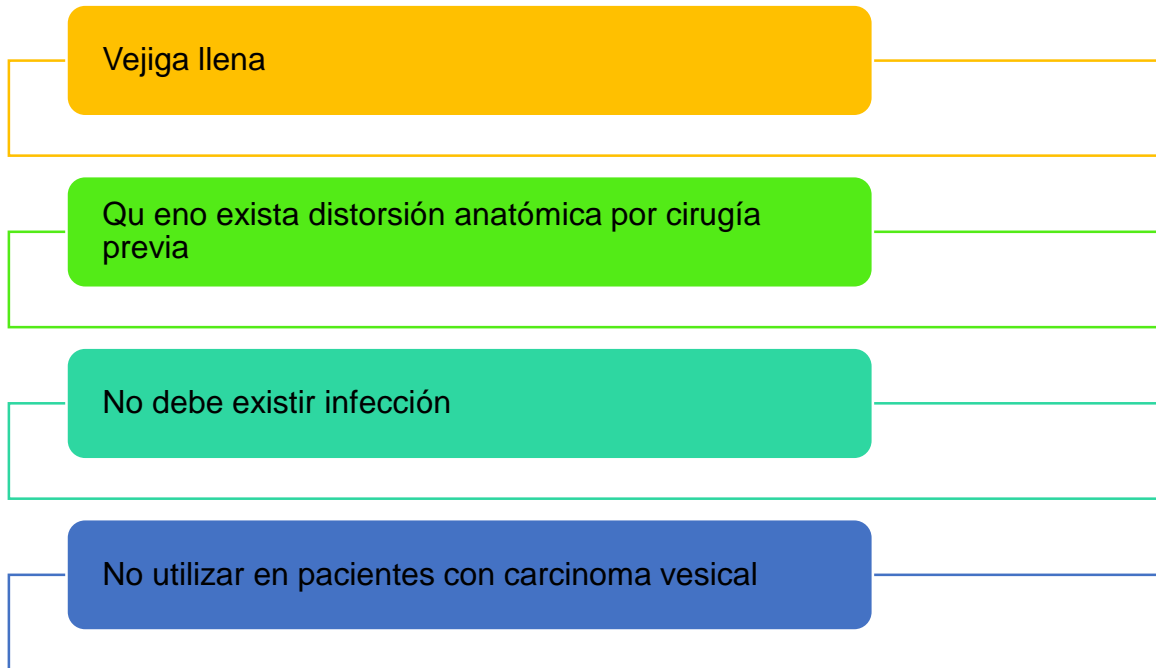 Vejiga llena
Qu eno exista distorsión anatómica por cirugía
previa
No debe existir infección
No utilizar en pacientes con carcinoma vesical